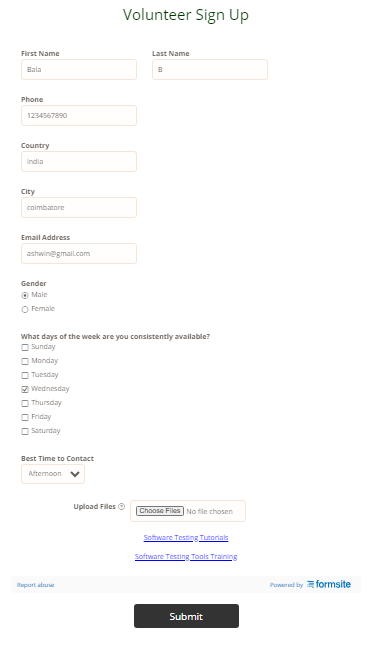 Volunteer Sign Up
First Name Last Name
Bala B
Phone
1234567890
Country
india
City
coimbatore
Email Address
ashwin@gmail.com
Gender
Male
Female
What days of the week are you consistently available?
Sunday
Monday
Tuesday
Wednesday
Thursday
Friday
Saturday
Best Time to Contact
Afternoon
Upload Files ? Choose Files No file chosen
Software Testing Tutorials
Software Testing Tools Training
Report abuse Powered by formsite
Submit